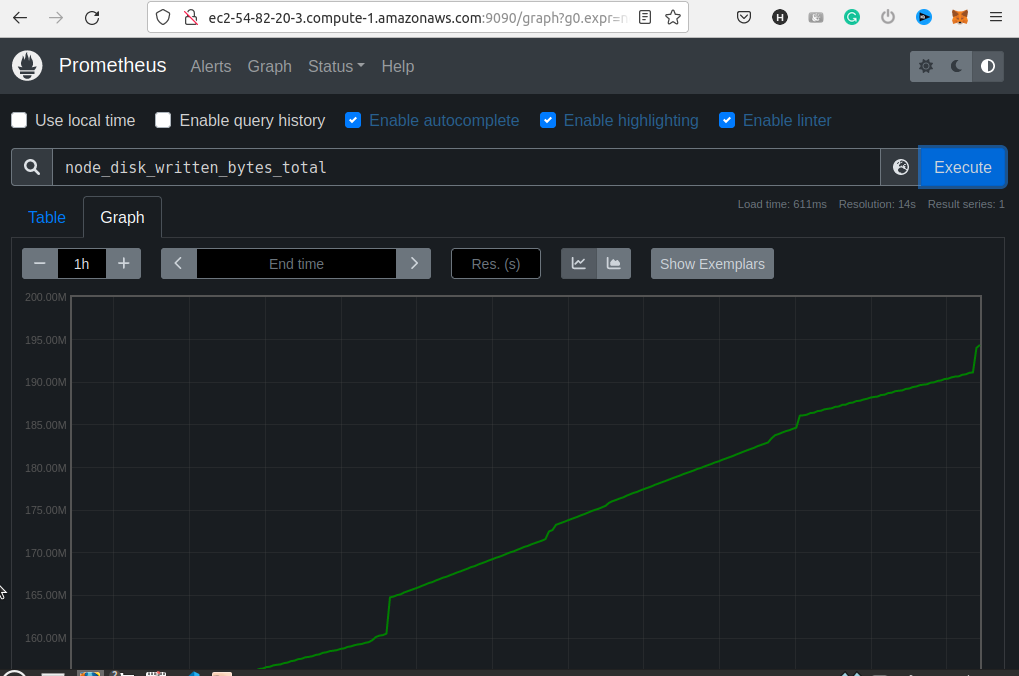 ec2-54-82-20-3.compute-1.amazonaws.com:9090/graph?g0.expr=n
Prometheus Alerts Graph Status Help
Use local time Enable query history Enable autocomplete Enable highlighting Enable linter
node_disk_written_bytes_total Execute
Load time: 611ms Resolution: 14s Result series: 1
Table Graph
− 1h + End time Res. (s) Show Exemplars
200.00M
195.00M
190.00M
185.00M
180.00M
175.00M
170.00M
165.00M
160.00M